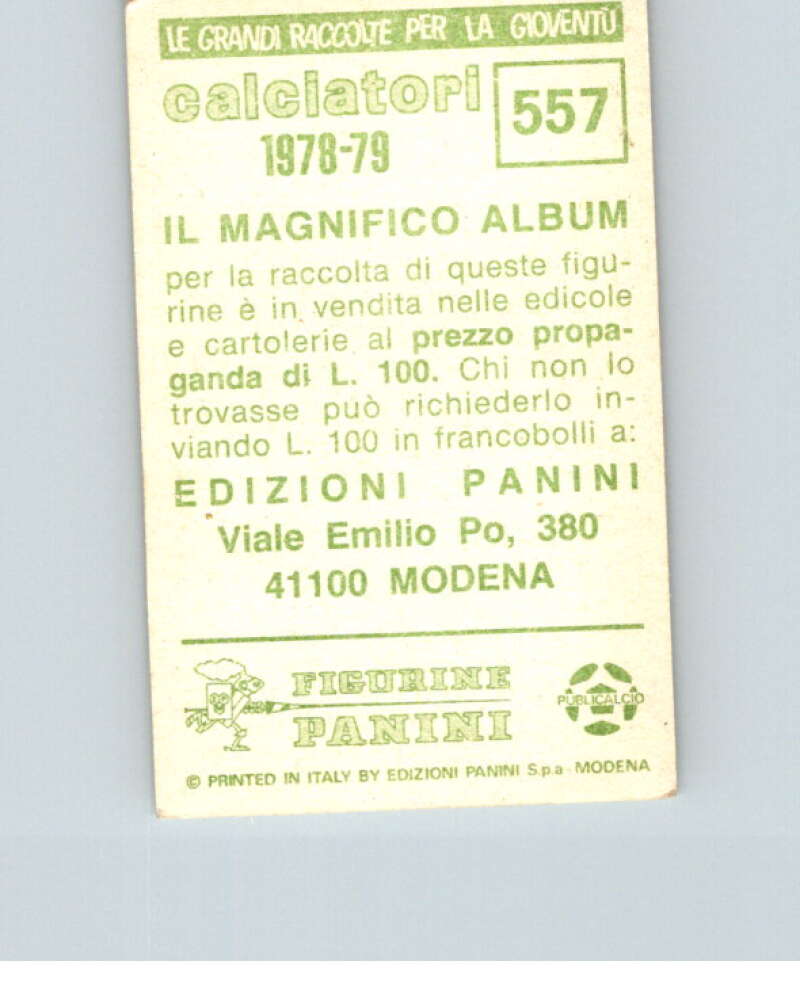 LE GRANDI RACCOLTE PER LA GIOVENTÙ
calciatori
1978-79
557
IL MAGNIFICO ALBUM
per la raccolta di queste figu-
rine è in vendita nelle edicole
e cartolerie al prezzo propa-
ganda di L. 100. Chi non lo
trovasse può richiederlo in-
viando L. 100 in francobolli a:
EDIZIONI PANINI
Viale Emilio Po, 380
41100 MODENA
FIGURINE
PANINI
PUBLICALCIO
© PRINTED IN ITALY BY EDIZIONI PANINI S.p.a - MODENA